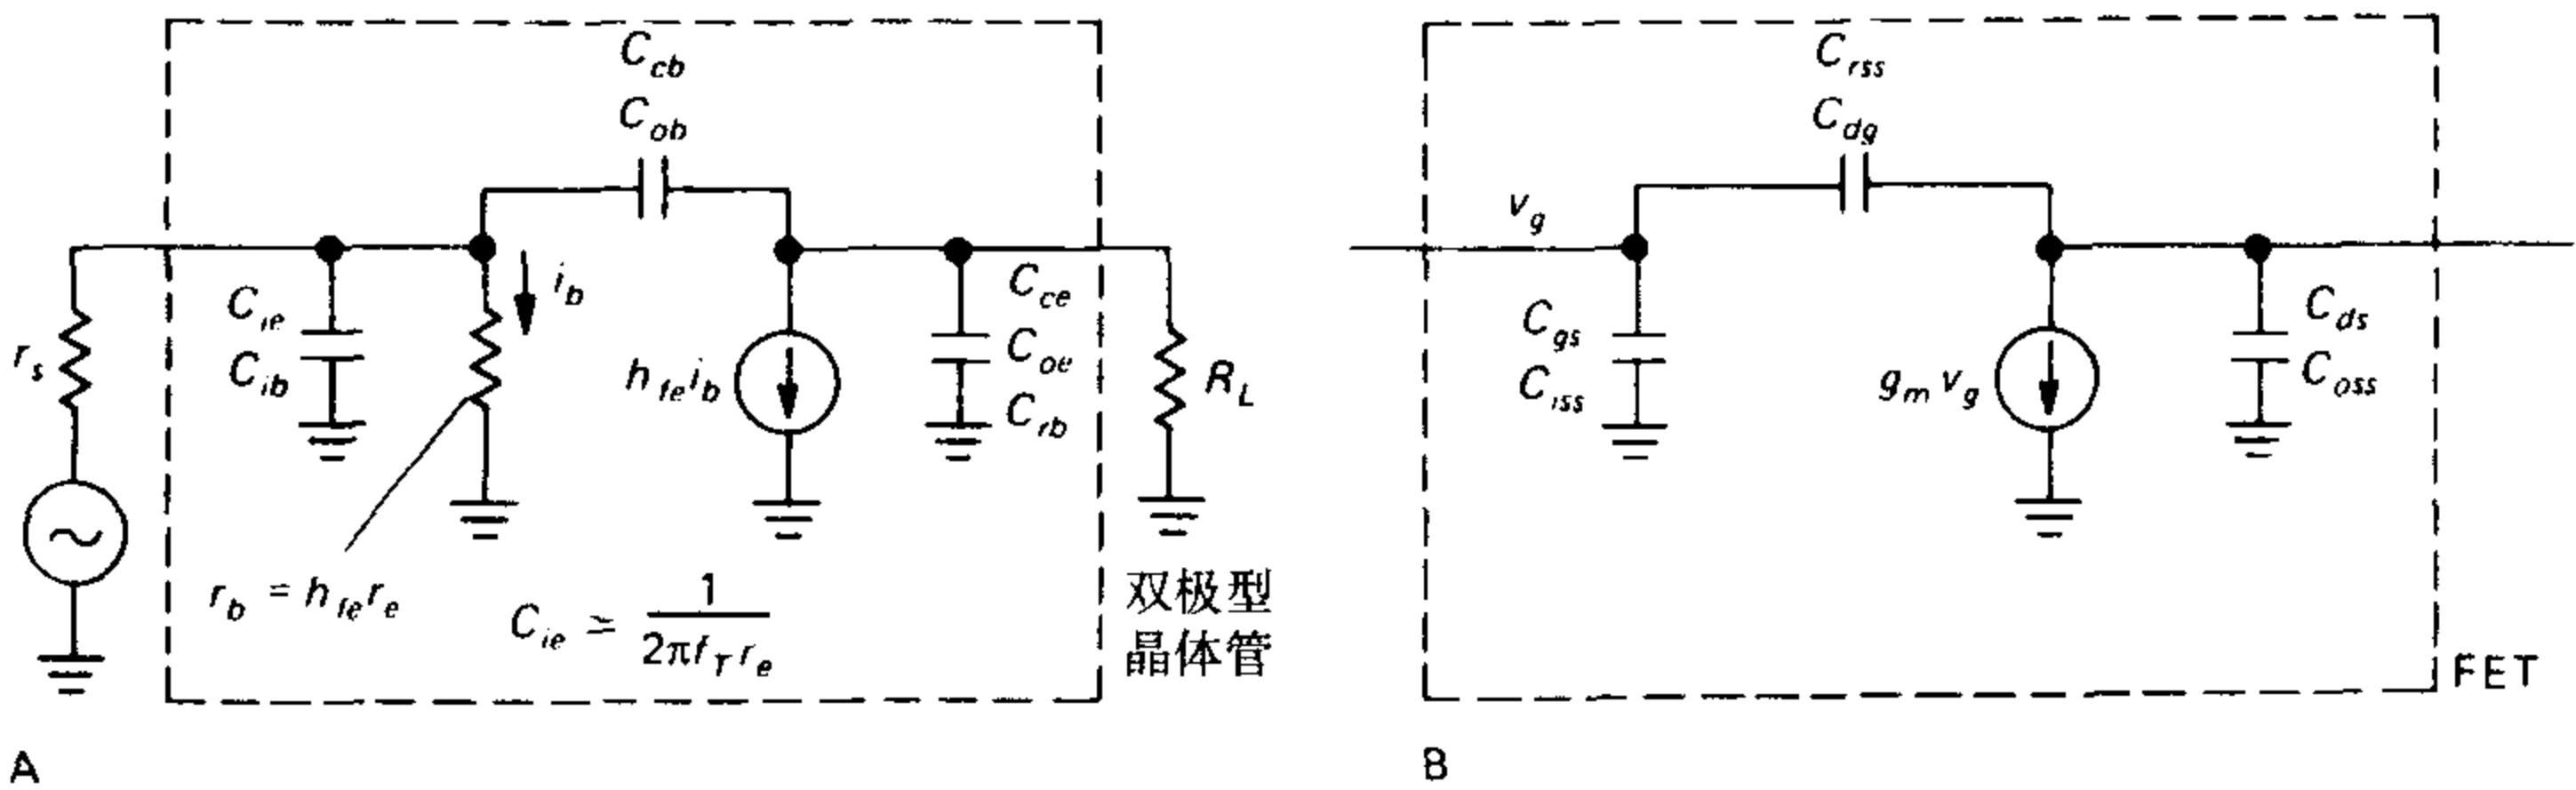 C_cb
C_ob
i_b
C_ie
C_ib
r_s
h_fe i_b
C_ce
C_oe
C_rb
R_L
r_b = h_fe r_e
C_ie ≃ 1 / 2πf_T r_e
双极型
晶体管
A
C_rss
C_dg
v_g
C_gs
C_iss
g_m v_g
C_ds
C_oss
FET
B